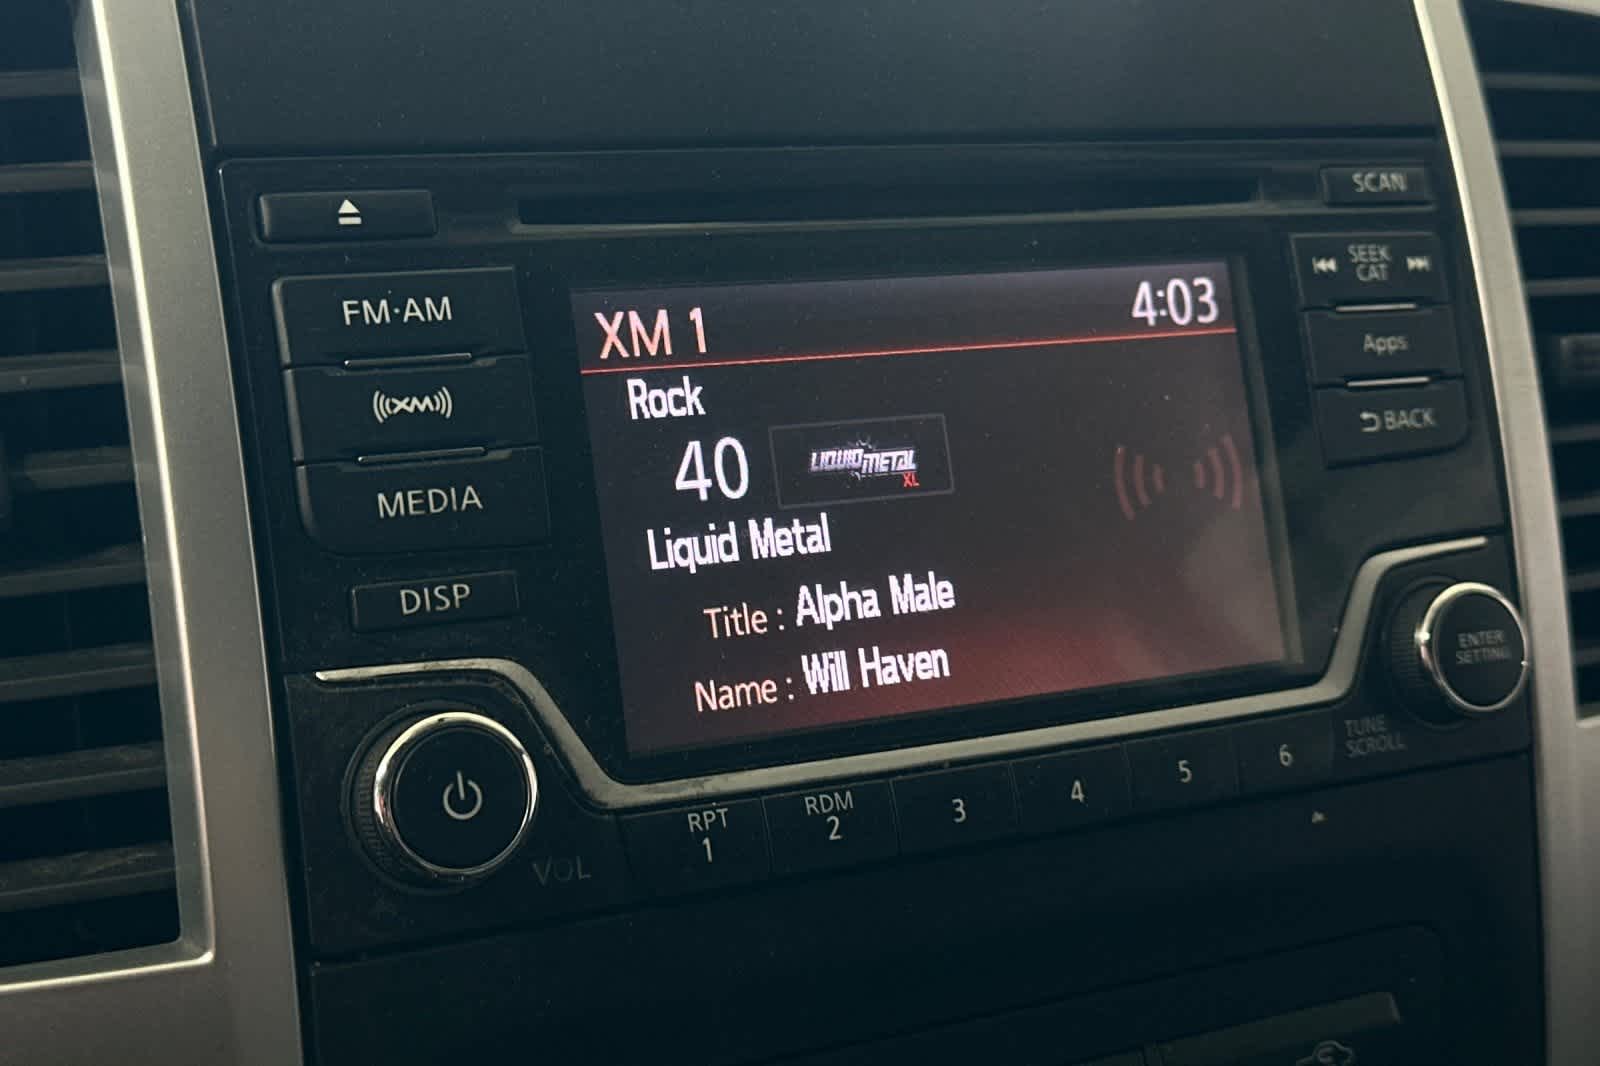 SCAN
FM·AM
SEEK
CAT
XM 1 4:03
Apps
Rock
XM
BACK
40 LIQUID METAL XL
MEDIA
Liquid Metal
DISP
Title : Alpha Male
ENTER
SETTING
Name : Will Haven
TUNE
SCROLL
VOL
RPT
1
RDM
2
3
4
5
6